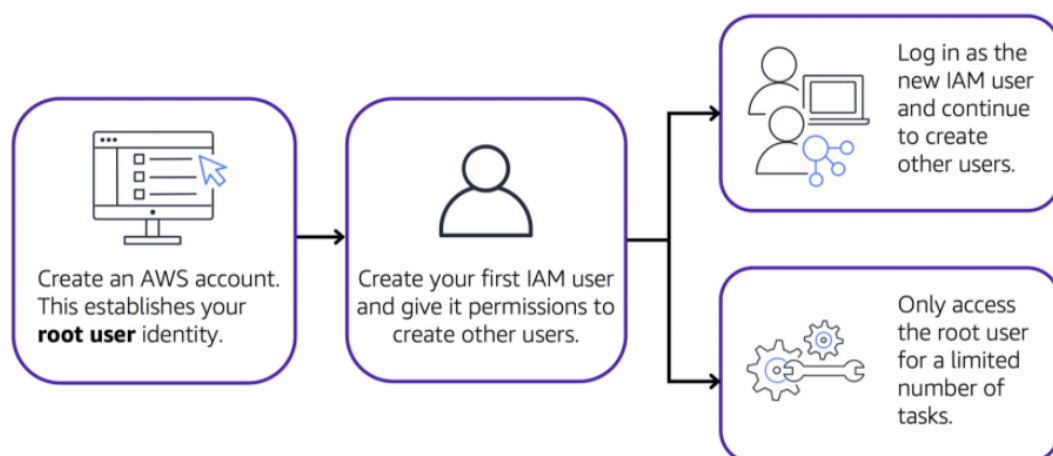 Create an AWS account.
This establishes your
root user identity.
Create your first IAM user
and give it permissions to
create other users.
Log in as the
new IAM user
and continue
to create
other users.
Only access
the root user
for a limited
number of
tasks.